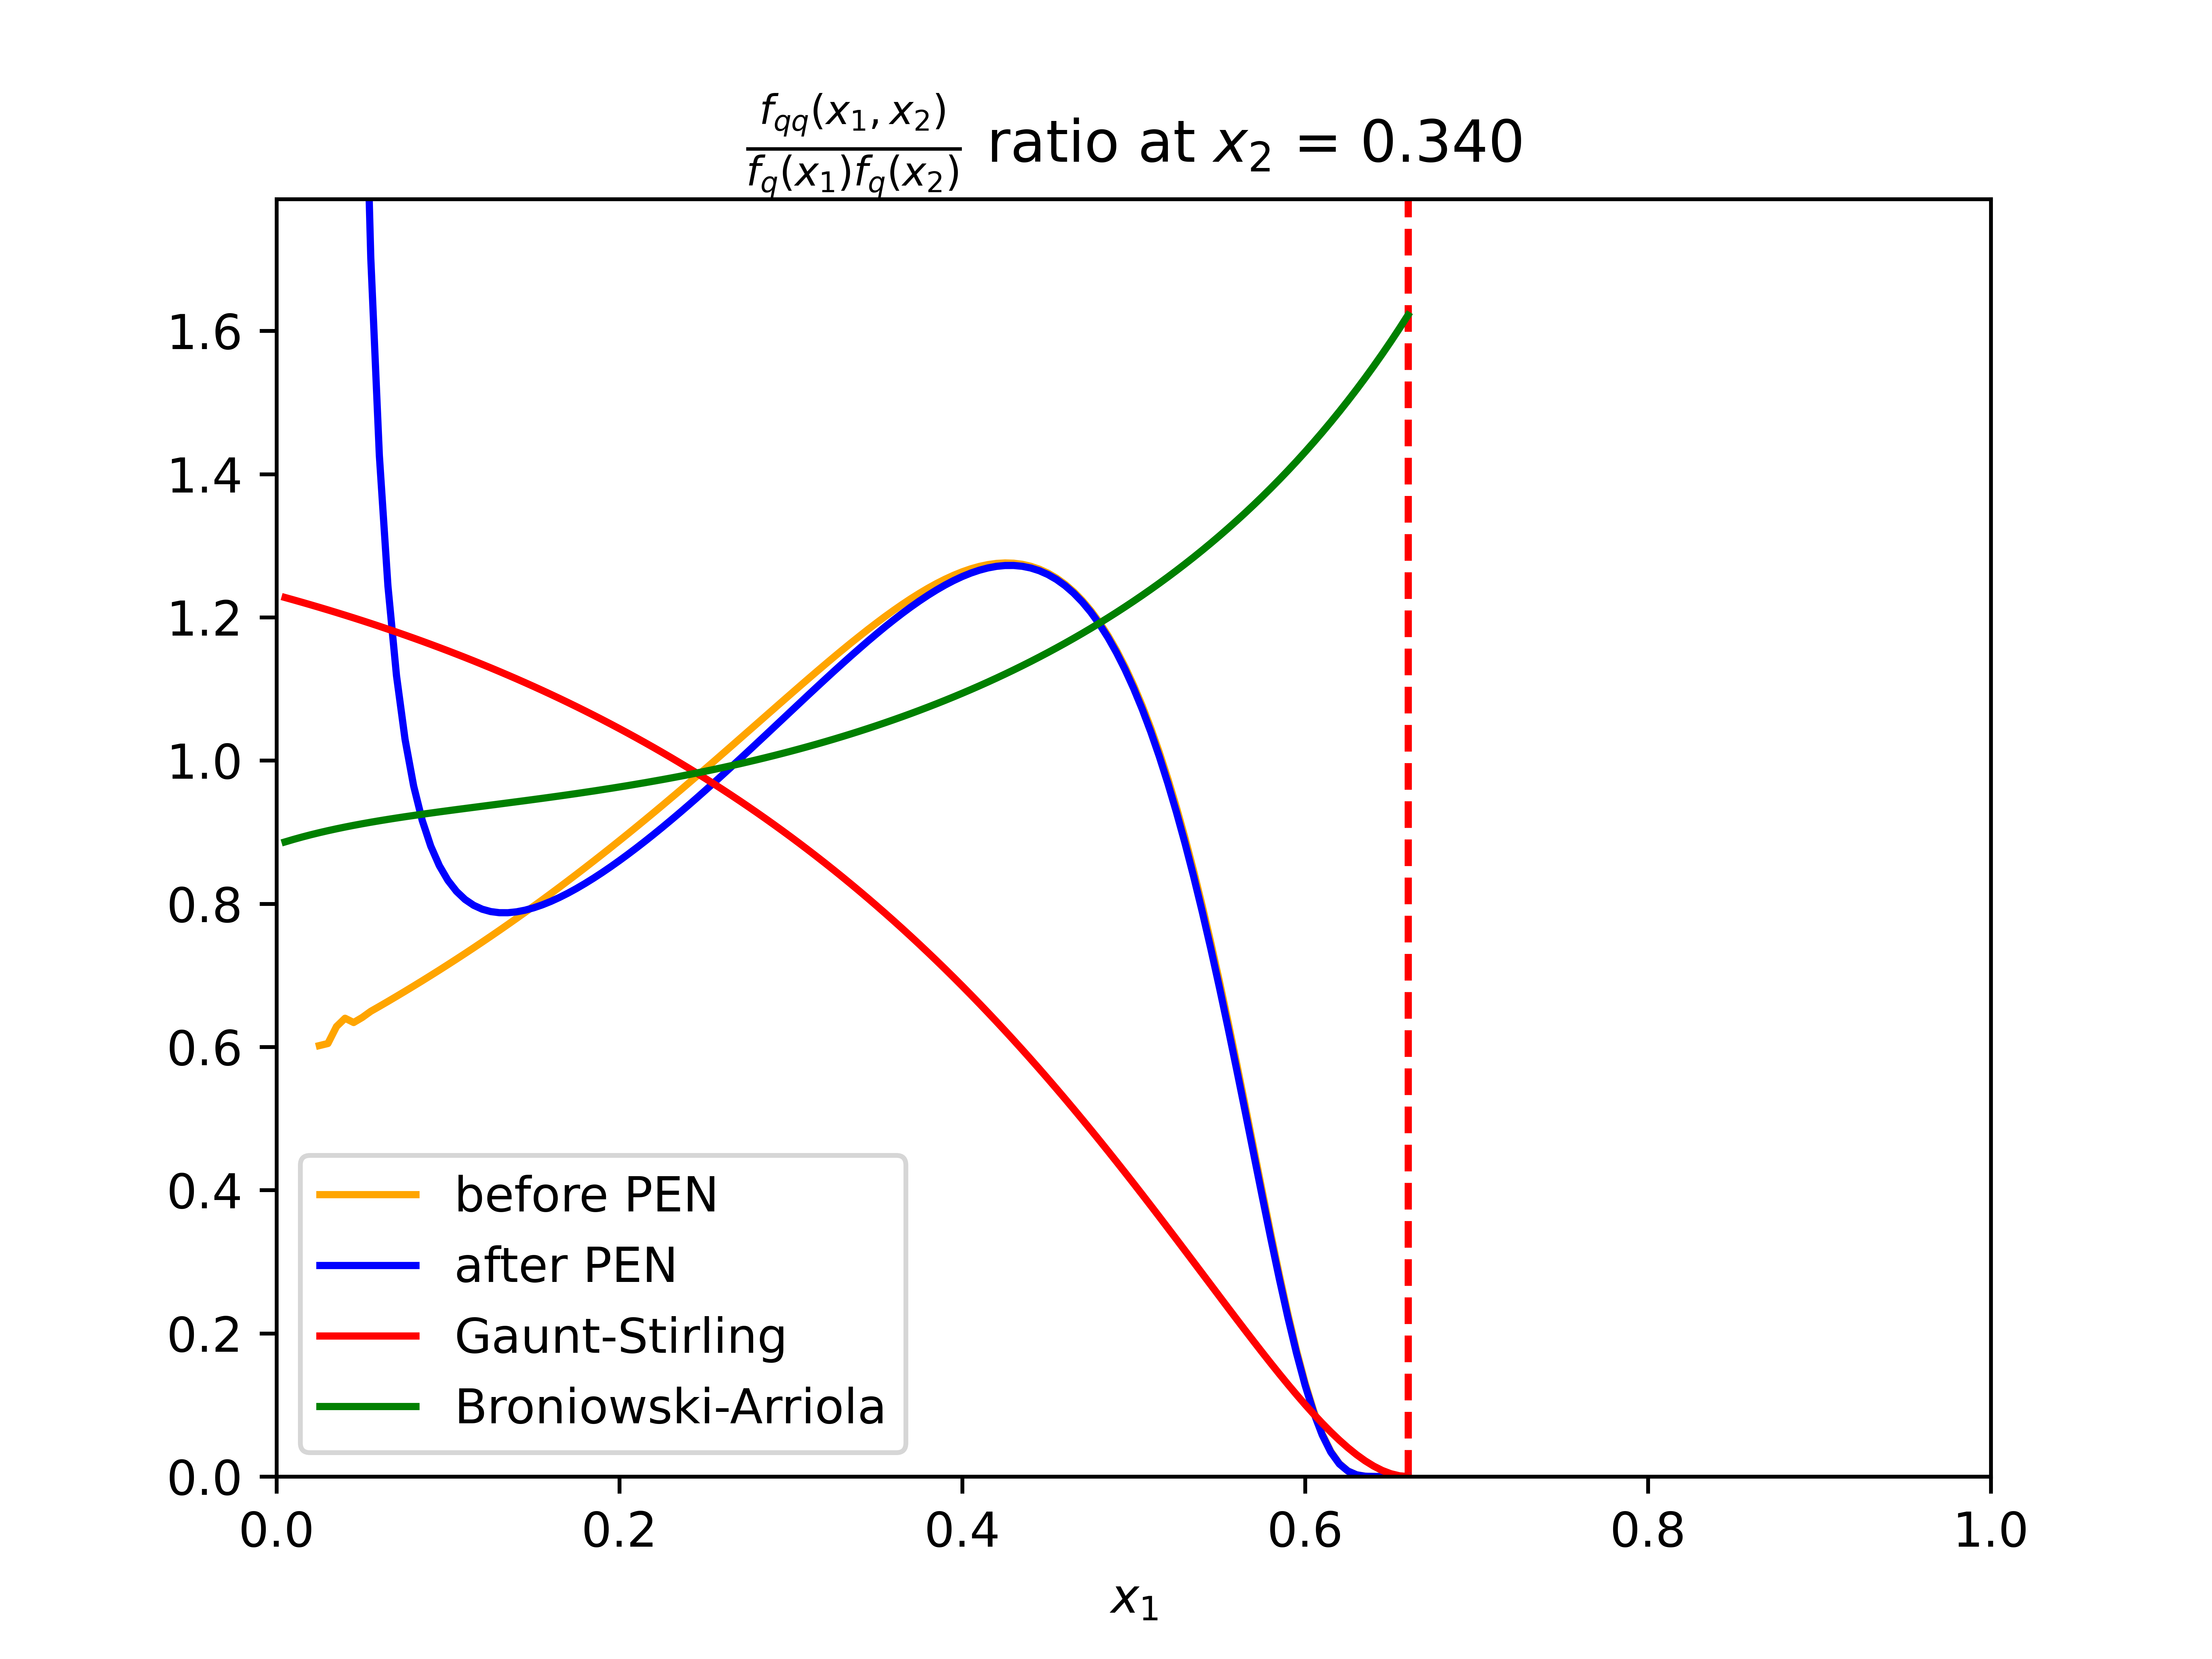 f_{qq}(x_1, x_2)
f_q(x_1)f_q(x_2)
ratio at x_2 = 0.340
1.6
1.4
1.2
1.0
0.8
0.6
0.4
0.2
0.0
before PEN
after PEN
Gaunt-Stirling
Broniowski-Arriola
0.0 0.2 0.4 0.6 0.8 1.0
x_1